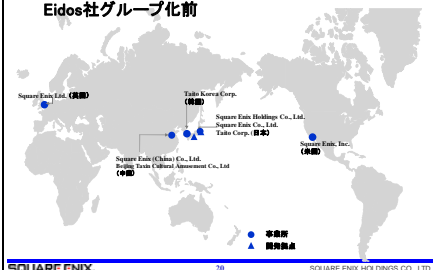 Eidos社グループ化前
Square Enix Ltd. (英国)
Taito Korea Corp.
(韓国)
Square Enix Holdings Co., Ltd.
Square Enix Co., Ltd.
Taito Corp. (日本)
Square Enix, Inc.
(米国)
Square Enix (China) Co., Ltd.
Beijing Taxin Cultural Amusement Co., Ltd
(中国)
● 事業所
▲ 開発拠点
SQUARE ENIX.
20
SQUARE ENIX HOLDINGS CO., LTD